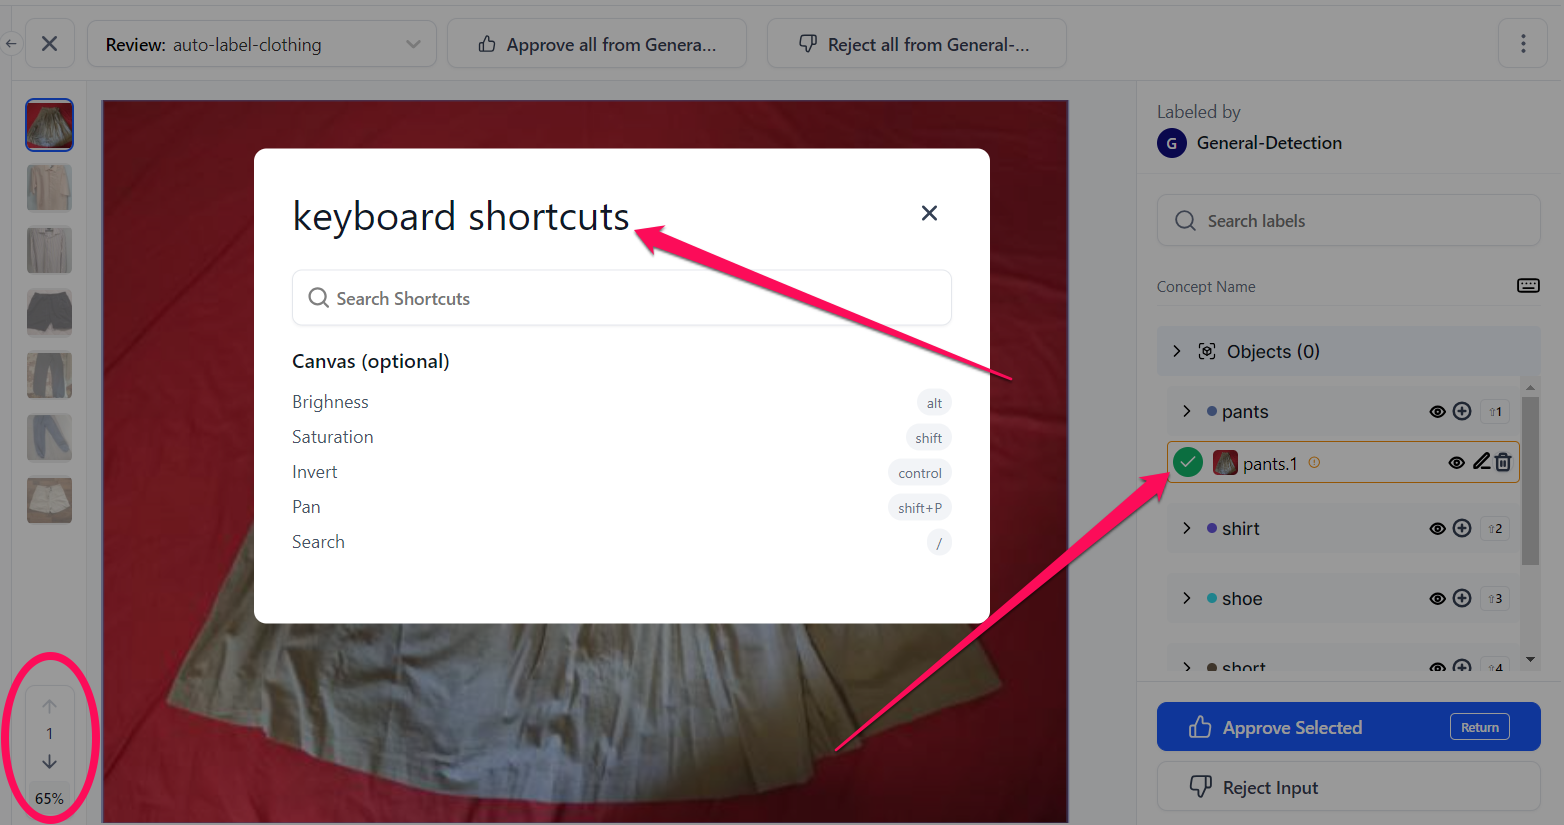 Review: auto-label-clothing
Approve all from Genera...
Reject all from General-...
Labeled by
G General-Detection
Search labels
Concept Name
Objects (0)
pants ⇧1
pants.1
shirt ⇧2
shoe ⇧3
short ⇧4
Approve Selected Return
Reject Input
keyboard shortcuts
Search Shortcuts
Canvas (optional)
Brighness alt
Saturation shift
Invert control
Pan shift+P
Search /
1
65%